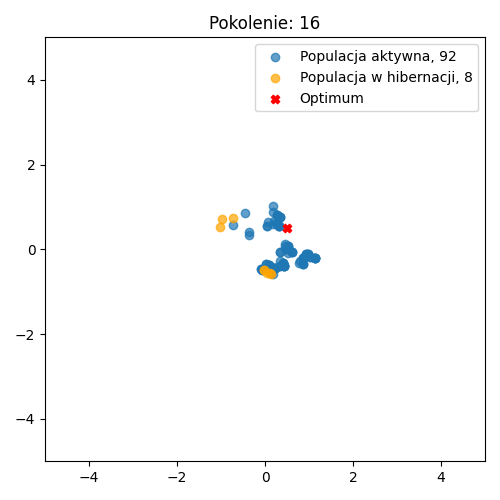 Pokolenie: 16
Populacja aktywna, 92
Populacja w hibernacji, 8
Optimum
4
2
0
−2
−4
−4
−2
0
2
4